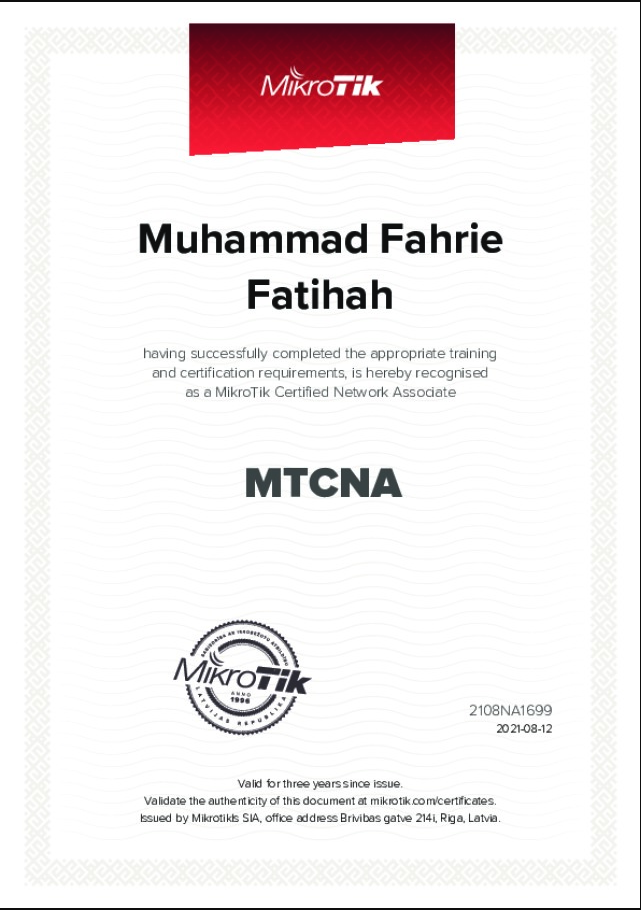 MikroTik
Muhammad Fahrie
Fatihah
having successfully completed the appropriate training
and certification requirements, is hereby recognised
as a MikroTik Certified Network Associate
MTCNA
MikroTik
ANNO
1996
LATVIJAS REPUBLIKA
2108NA1699
2021-08-12
Valid for three years since issue.
Validate the authenticity of this document at mikrotik.com/certificates.
Issued by Mikrotikls SIA, office address Brivibas gatve 214i, Riga, Latvia.